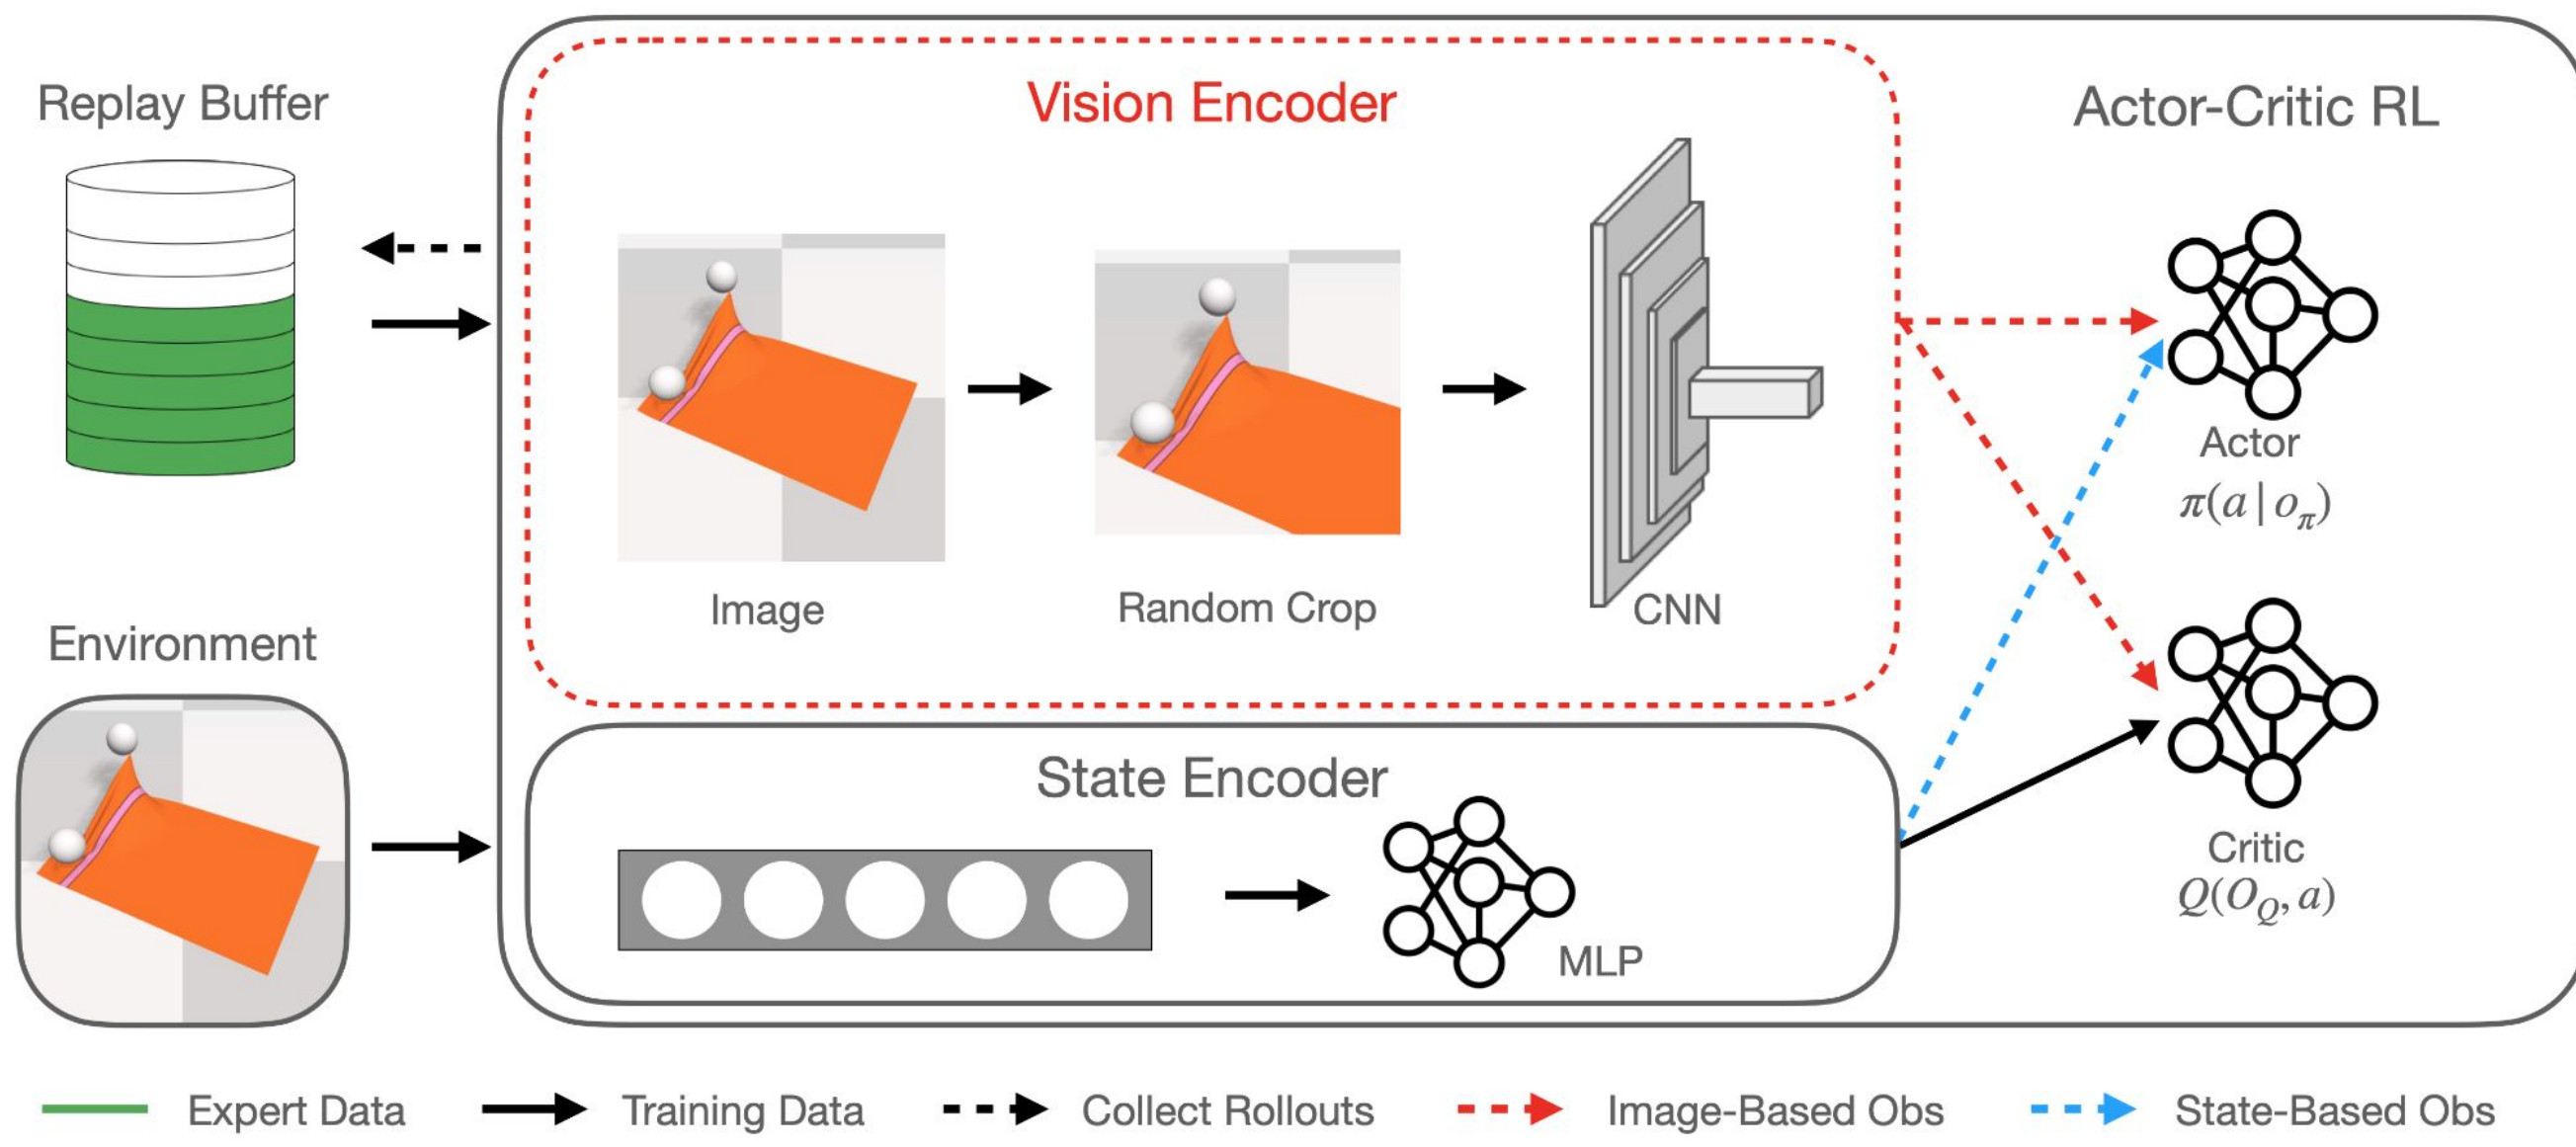 Replay Buffer
Vision Encoder
Actor-Critic RL
Image
Random Crop
CNN
Actor
π(a|oπ)
Environment
State Encoder
MLP
Critic
Q(O_Q, a)
Expert Data
Training Data
Collect Rollouts
Image-Based Obs
State-Based Obs